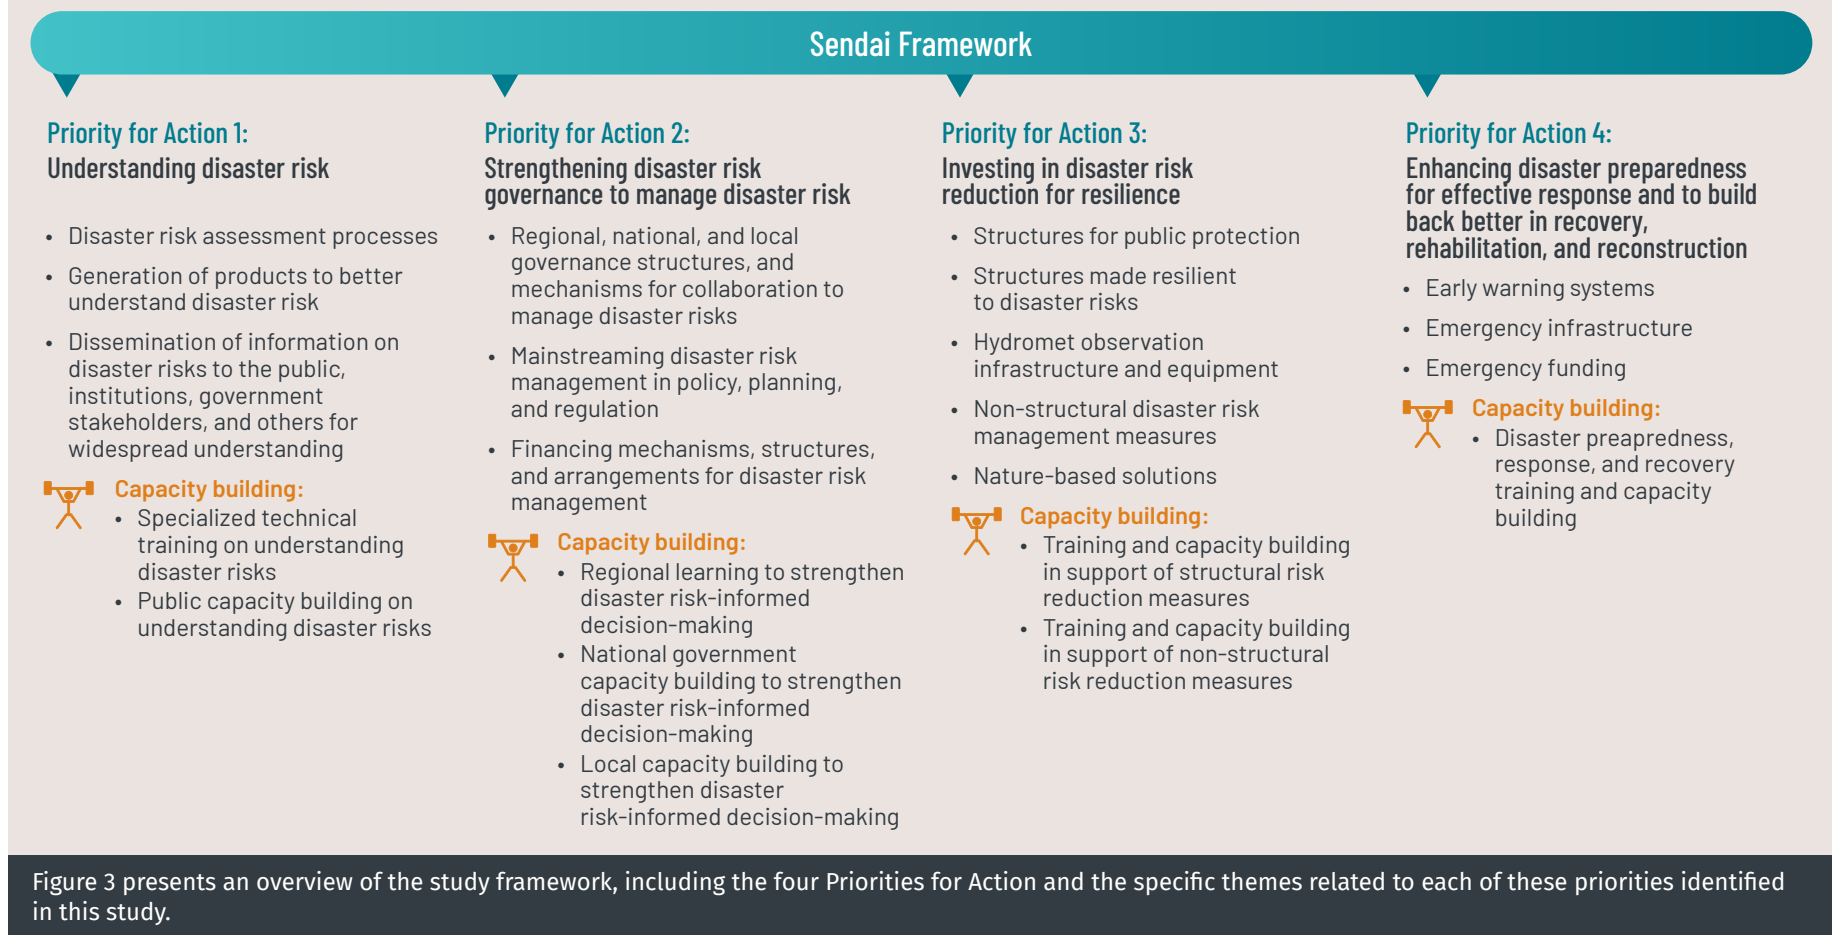 Sendai Framework
Priority for Action 1:
Understanding disaster risk
• Disaster risk assessment processes
• Generation of products to better
understand disaster risk
• Dissemination of information on
disaster risks to the public,
institutions, government
stakeholders, and others for
widespread understanding
Capacity building:
• Specialized technical
training on understanding
disaster risks
• Public capacity building on
understanding disaster risks
Priority for Action 2:
Strengthening disaster risk
governance to manage disaster risk
• Regional, national, and local
governance structures, and
mechanisms for collaboration to
manage disaster risks
• Mainstreaming disaster risk
management in policy, planning,
and regulation
• Financing mechanisms, structures,
and arrangements for disaster risk
management
Capacity building:
• Regional learning to strengthen
disaster risk-informed
decision-making
• National government
capacity building to strengthen
disaster risk-informed
decision-making
• Local capacity building to
strengthen disaster
risk-informed decision-making
Priority for Action 3:
Investing in disaster risk
reduction for resilience
• Structures for public protection
• Structures made resilient
to disaster risks
• Hydromet observation
infrastructure and equipment
• Non-structural disaster risk
management measures
• Nature-based solutions
Capacity building:
• Training and capacity building
in support of structural risk
reduction measures
• Training and capacity building
in support of non-structural
risk reduction measures
Priority for Action 4:
Enhancing disaster preparedness
for effective response and to build
back better in recovery,
rehabilitation, and reconstruction
• Early warning systems
• Emergency infrastructure
• Emergency funding
Capacity building:
• Disaster preapredness,
response, and recovery
training and capacity
building
Figure 3 presents an overview of the study framework, including the four Priorities for Action and the specific themes related to each of these priorities identified
in this study.